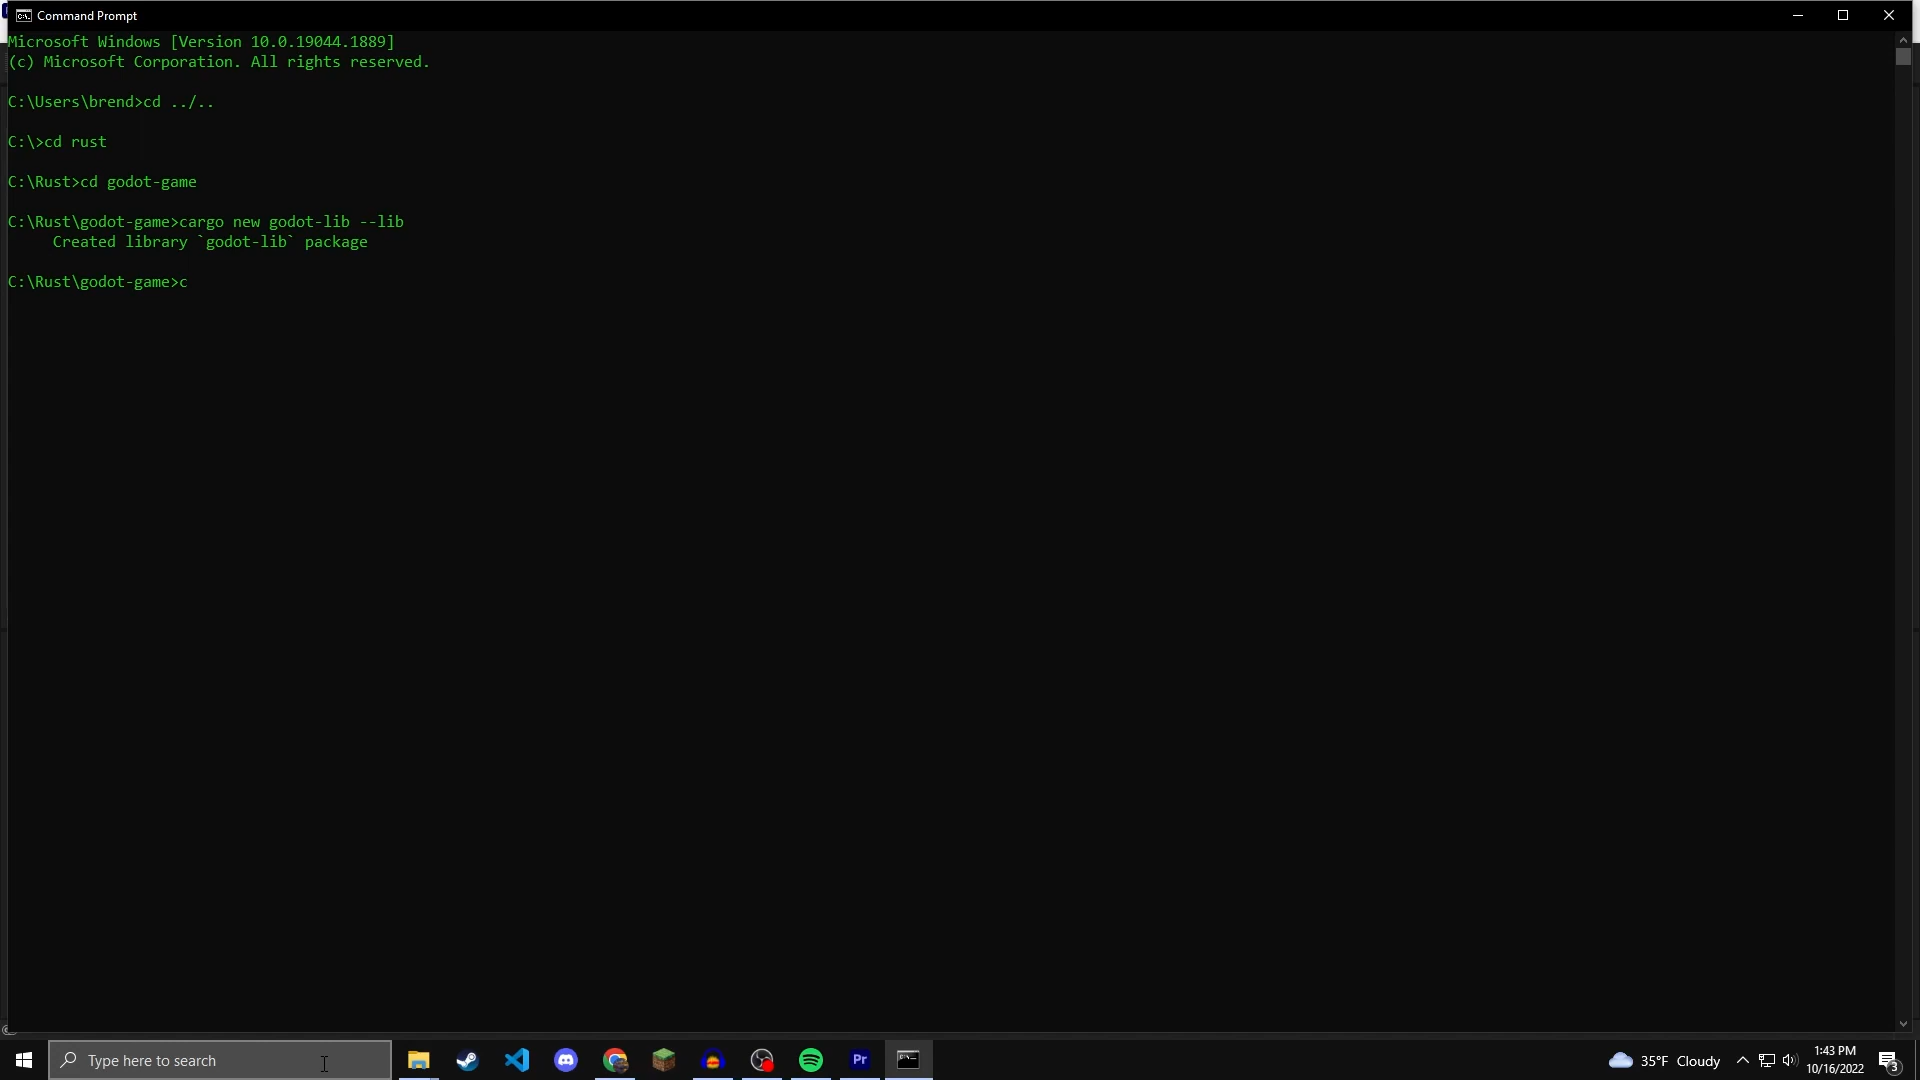 Command Prompt
Microsoft Windows [Version 10.0.19044.1889]
(c) Microsoft Corporation. All rights reserved.
C:\Users\brend>cd ../..
C:\>cd rust
C:\Rust>cd godot-game
C:\Rust\godot-game>cargo new godot-lib --lib
Created library `godot-lib` package
C:\Rust\godot-game>c
Type here to search
Pr
35°F Cloudy
1:43 PM
10/16/2022
3